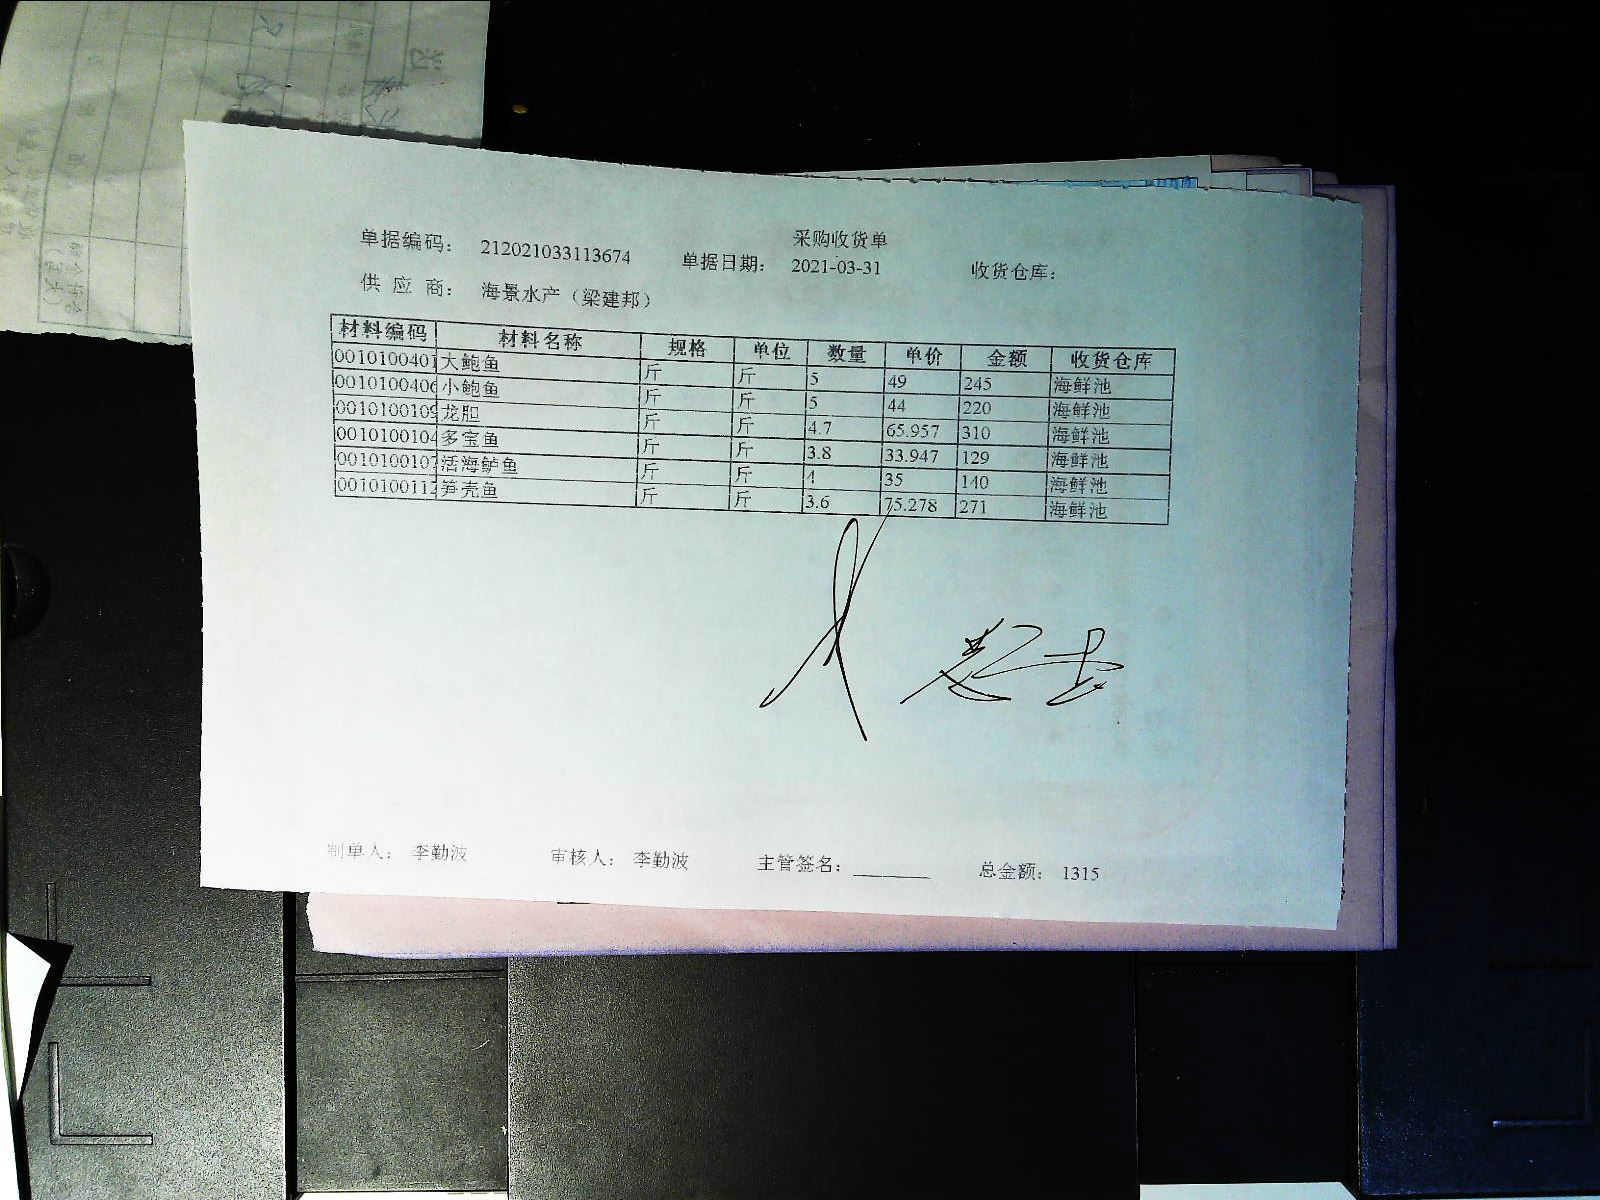 采购收货单
单据编码： 212021033113674 单据日期： 2021-03-31 收货仓库：
供 应 商： 海景水产（梁建邦）
材料编码 材料名称 规格 单位 数量 单价 金额 收货仓库
0010100401 大鲍鱼 斤 斤 5 49 245 海鲜池
0010100406 小鲍鱼 斤 斤 5 44 220 海鲜池
0010100109 龙胆 斤 斤 4.7 65.957 310 海鲜池
0010100104 多宝鱼 斤 斤 3.8 33.947 129 海鲜池
0010100107 活海鲈鱼 斤 斤 4 35 140 海鲜池
0010100112 笋壳鱼 斤 斤 3.6 75.278 271 海鲜池
制单人： 李勤波 审核人： 李勤波 主管签名： 总金额： 1315